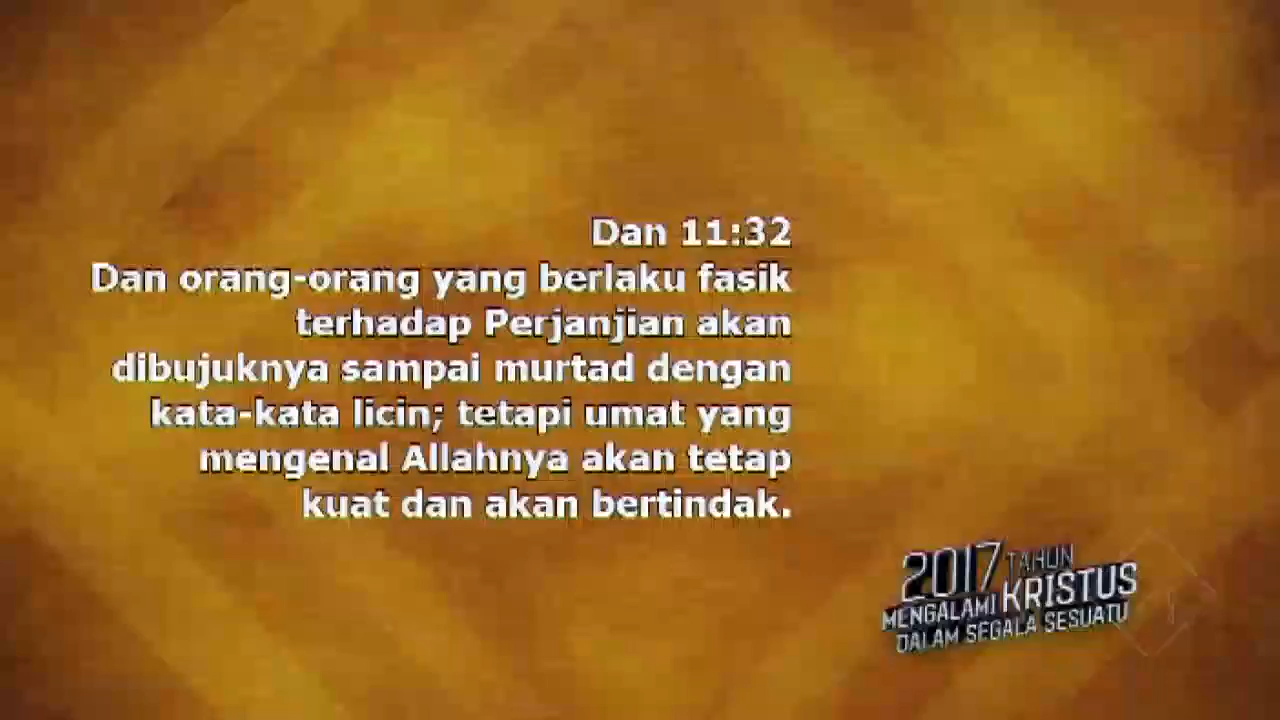 Dan 11:32
Dan orang-orang yang berlaku fasik
terhadap Perjanjian akan
dibujuknya sampai murtad dengan
kata-kata licin; tetapi umat yang
mengenal Allahnya akan tetap
kuat dan akan bertindak.
2017 TAHUN
MENGALAMI KRISTUS
DALAM SEGALA SESUATU